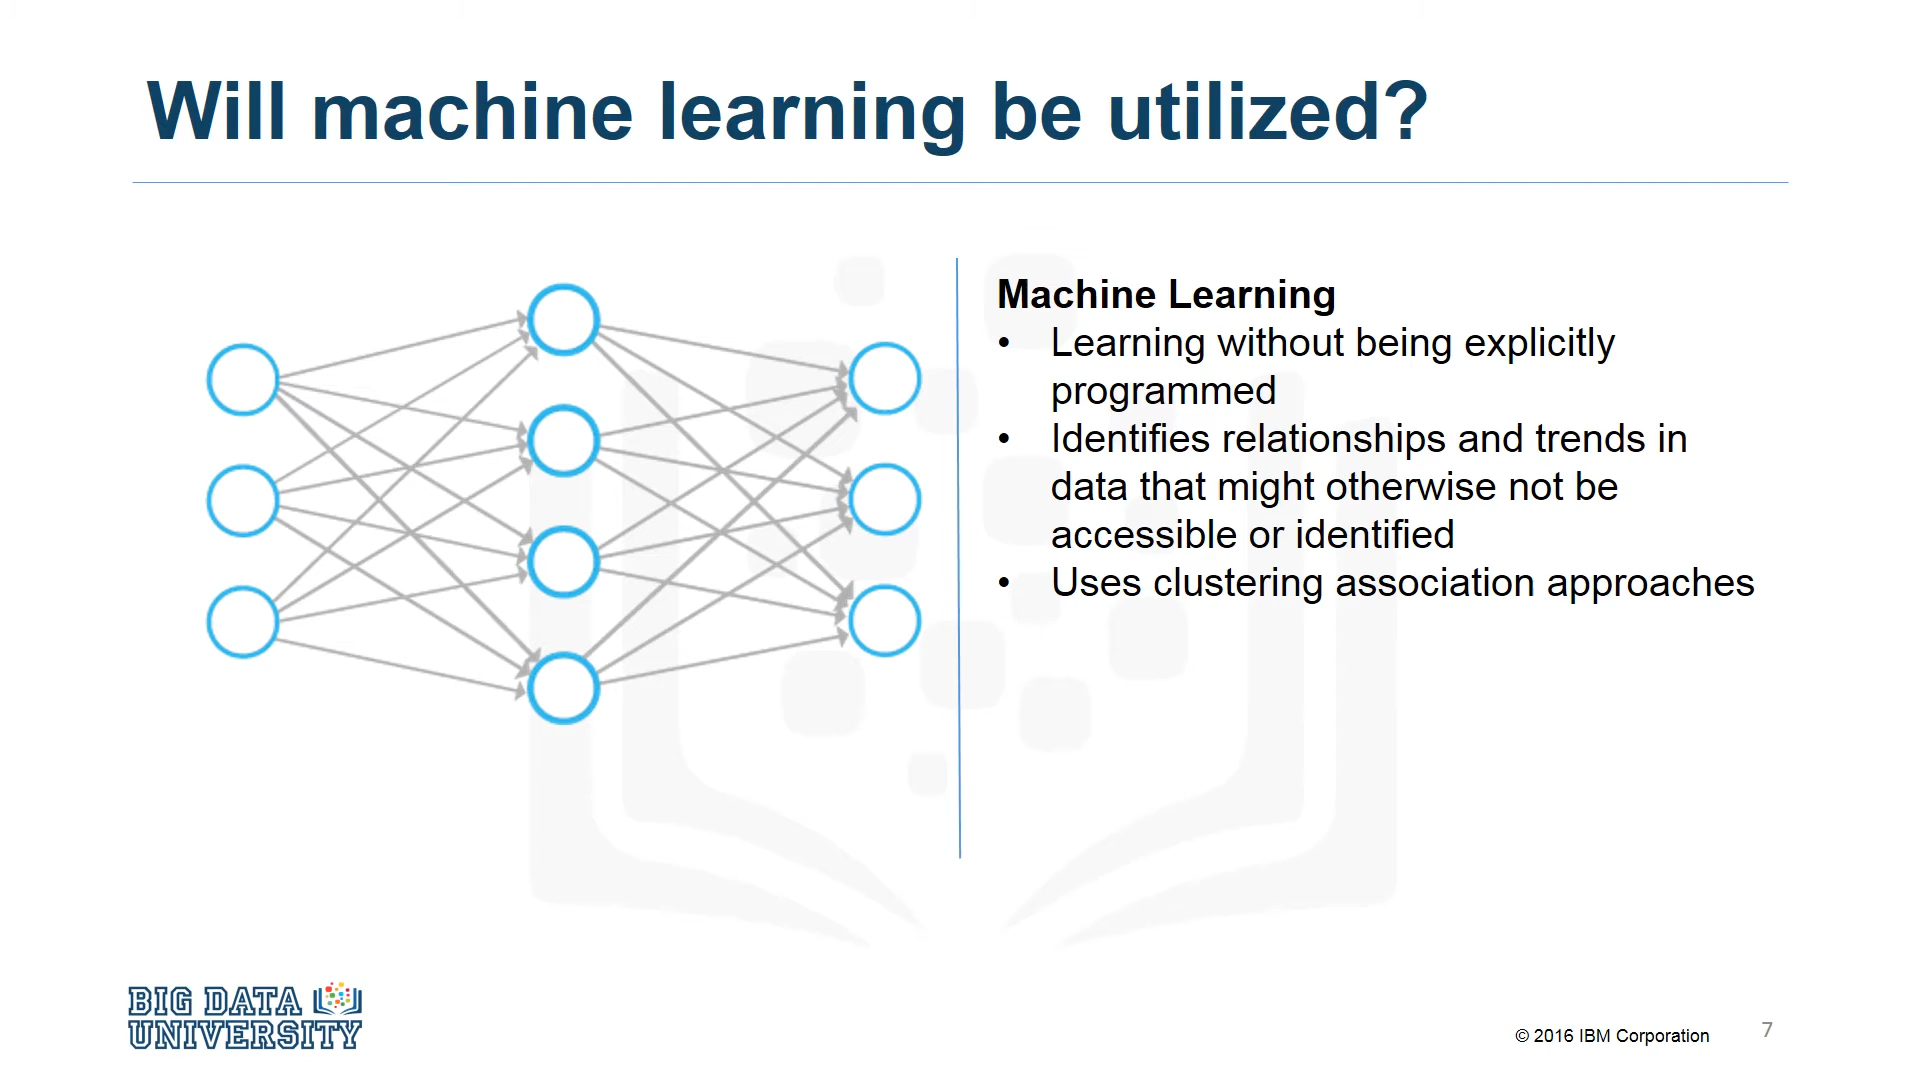 Will machine learning be utilized?
Machine Learning
• Learning without being explicitly
programmed
• Identifies relationships and trends in
data that might otherwise not be
accessible or identified
• Uses clustering association approaches
BIG DATA
UNIVERSITY
© 2016 IBM Corporation
7